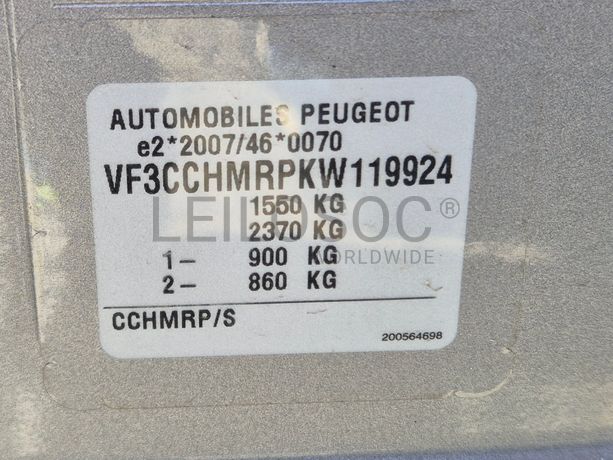 AUTOMOBILES PEUGEOT
e2*2007/46*0070
VF3CCHMRPKW119924
1550 KG
LEILOSOC®
2370 KG
WORLDWIDE
1- 900 KG
2- 860 KG
CCHMRP/S
200564698